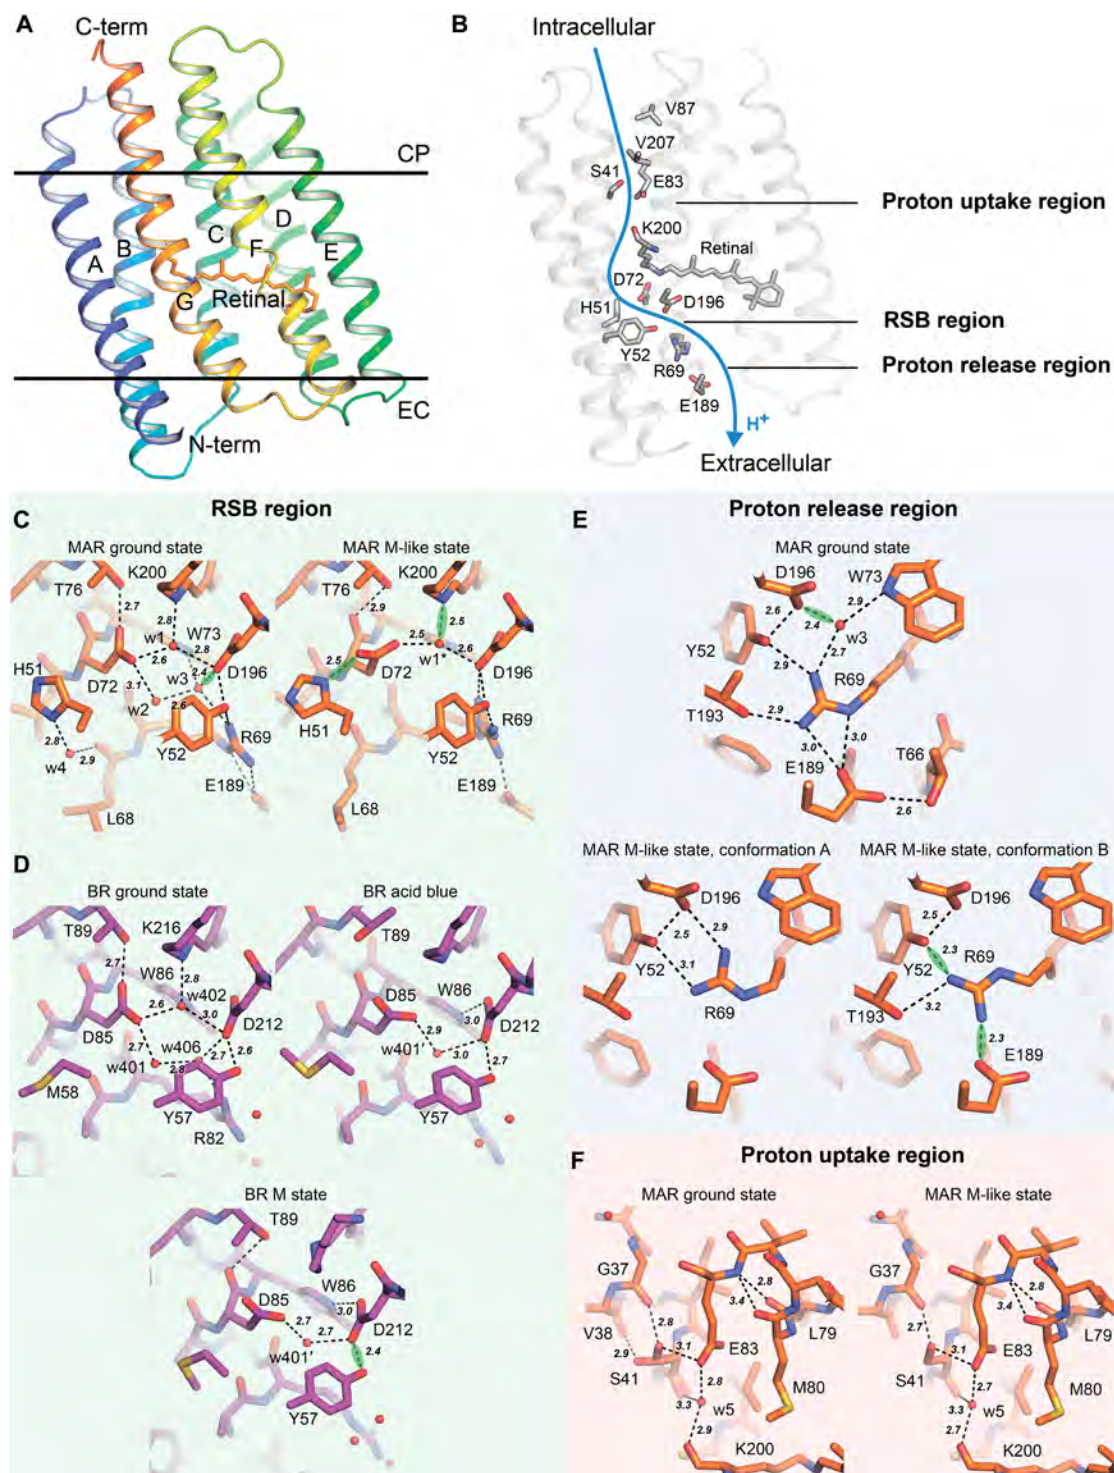 A
C-term
CP
A
B
C
D
F
E
G
Retinal
EC
N-term
B
Intracellular
V87
V207
S41
E83
Proton uptake region
K200
Retinal
D72
D196
H51
RSB region
Y52
R69
Proton release region
E189
H+
Extracellular
C
RSB region
MAR ground state
MAR M-like state
T76
K200
2.7
2.8
w1
W73
2.6
2.8
2.4
H51
D72
3.1
w3
D196
w2
2.6
2.8
w4
2.9
Y52
R69
E189
L68
T76
K200
2.9
2.5
2.6
2.5
w1*
D72
D196
H51
Y52
R69
E189
L68
D
BR ground state
BR acid blue
T89
K216
2.7
2.8
W86
w402
2.6
3.0
D85
D212
2.7
w406
2.6
w401
2.7
2.8
M58
Y57
R82
T89
D85
W86
3.0
2.9
D212
w401'
3.0
2.7
Y57
BR M state
T89
W86
D85
3.0
2.7
2.7
D212
w401'
2.4
Y57
E
Proton release region
MAR ground state
D196
W73
2.6
2.9
2.4
w3
Y52
2.9
2.7
R69
T193
2.9
3.0
3.0
E189
T66
2.6
MAR M-like state, conformation A
MAR M-like state, conformation B
D196
2.5
2.9
Y52
3.1
R69
D196
2.5
2.3
R69
Y52
T193
3.2
2.3
E189
F
Proton uptake region
MAR ground state
MAR M-like state
G37
2.8
3.4
V38
2.8
L79
2.9
3.1
E83
S41
2.8
M80
3.3
w5
2.9
K200
G37
2.8
3.4
2.7
L79
3.1
E83
S41
2.7
M80
3.3
w5
2.7
K200